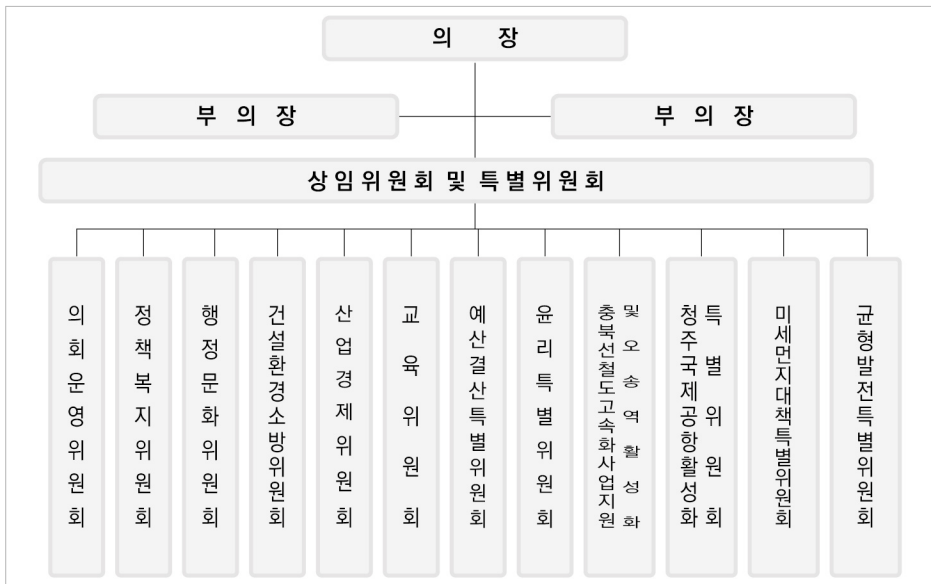 의 장
부 의 장
부 의 장
상임위원회 및 특별위원회
의회운영위원회
정책복지위원회
행정문화위원회
건설환경소방위원회
산업경제위원회
교육위원회
예산결산특별위원회
윤리특별위원회
충북선철도고속화사업지원
및오송역활성화
청주국제공항활성화
특별위원회
미세먼지대책특별위원회
균형발전특별위원회